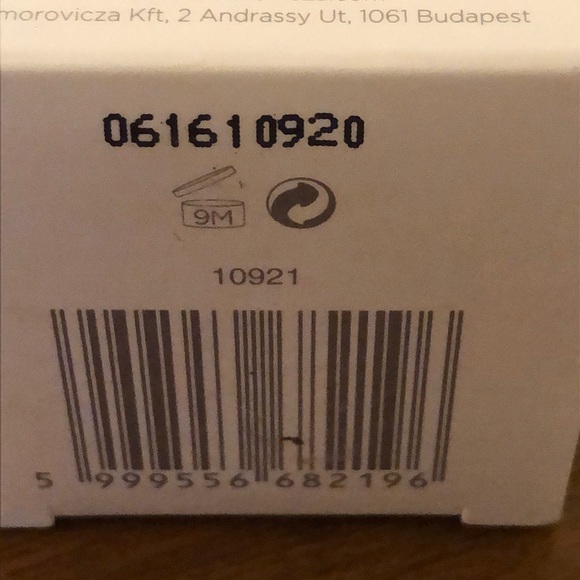 morovicza Kft, 2 Andrassy Ut, 1061 Budapest
061610920
9M
10921
5 999556 682196